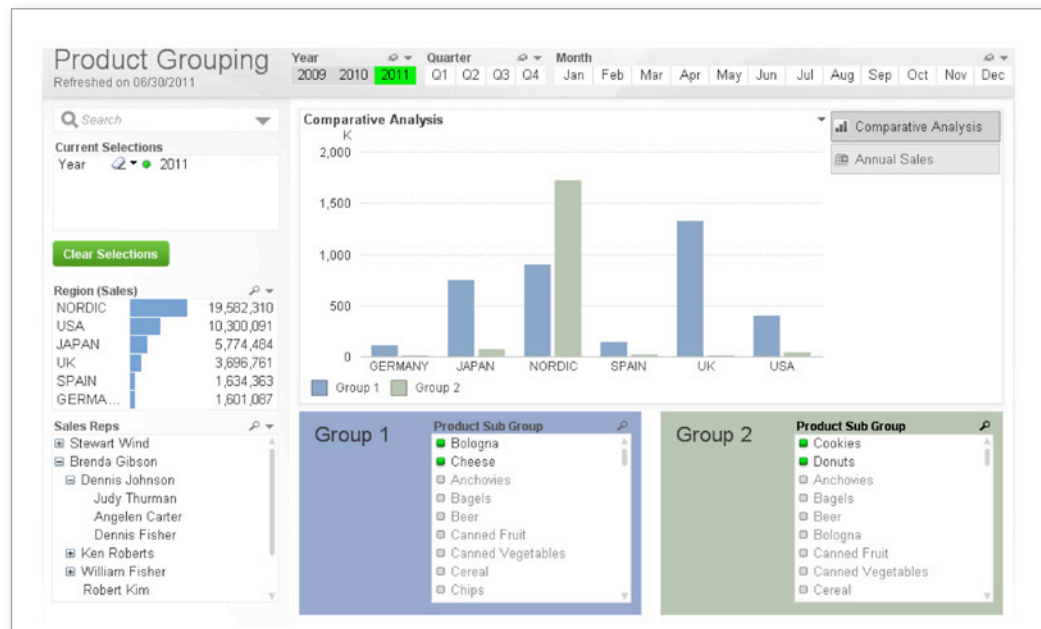 Product Grouping
Refreshed on 06/30/2011
Year
2009 2010 2011
Quarter
Q1 Q2 Q3 Q4
Month
Jan Feb Mar Apr May Jun Jul Aug Sep Oct Nov Dec
Search
Current Selections
Year 2011
Clear Selections
Region (Sales)
NORDIC 19,582,310
USA 10,300,091
JAPAN 5,774,484
UK 3,696,761
SPAIN 1,634,363
GERMA... 1,601,087
Sales Reps
Stewart Wind
Brenda Gibson
Dennis Johnson
Judy Thurman
Angelen Carter
Dennis Fisher
Ken Roberts
William Fisher
Robert Kim
Comparative Analysis
K
2,000
1,500
1,000
500
0
GERMANY JAPAN NORDIC SPAIN UK USA
Group 1 Group 2
Comparative Analysis
Annual Sales
Group 1
Product Sub Group
Bologna
Cheese
Anchovies
Bagels
Beer
Canned Fruit
Canned Vegetables
Cereal
Chips
Group 2
Product Sub Group
Cookies
Donuts
Anchovies
Bagels
Beer
Bologna
Canned Fruit
Canned Vegetables
Cereal